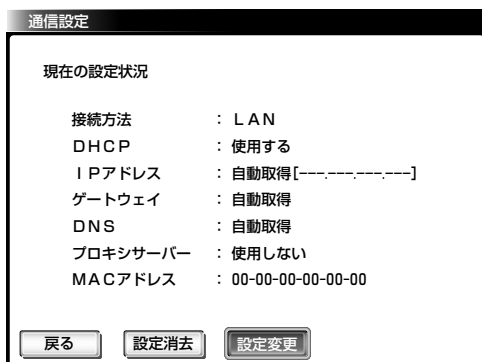 通信設定
現在の設定状況
接続方法 : LAN
DHCP : 使用する
IPアドレス : 自動取得[---.---.---.---]
ゲートウェイ : 自動取得
DNS : 自動取得
プロキシサーバー : 使用しない
MACアドレス : 00-00-00-00-00-00
戻る 設定消去 設定変更